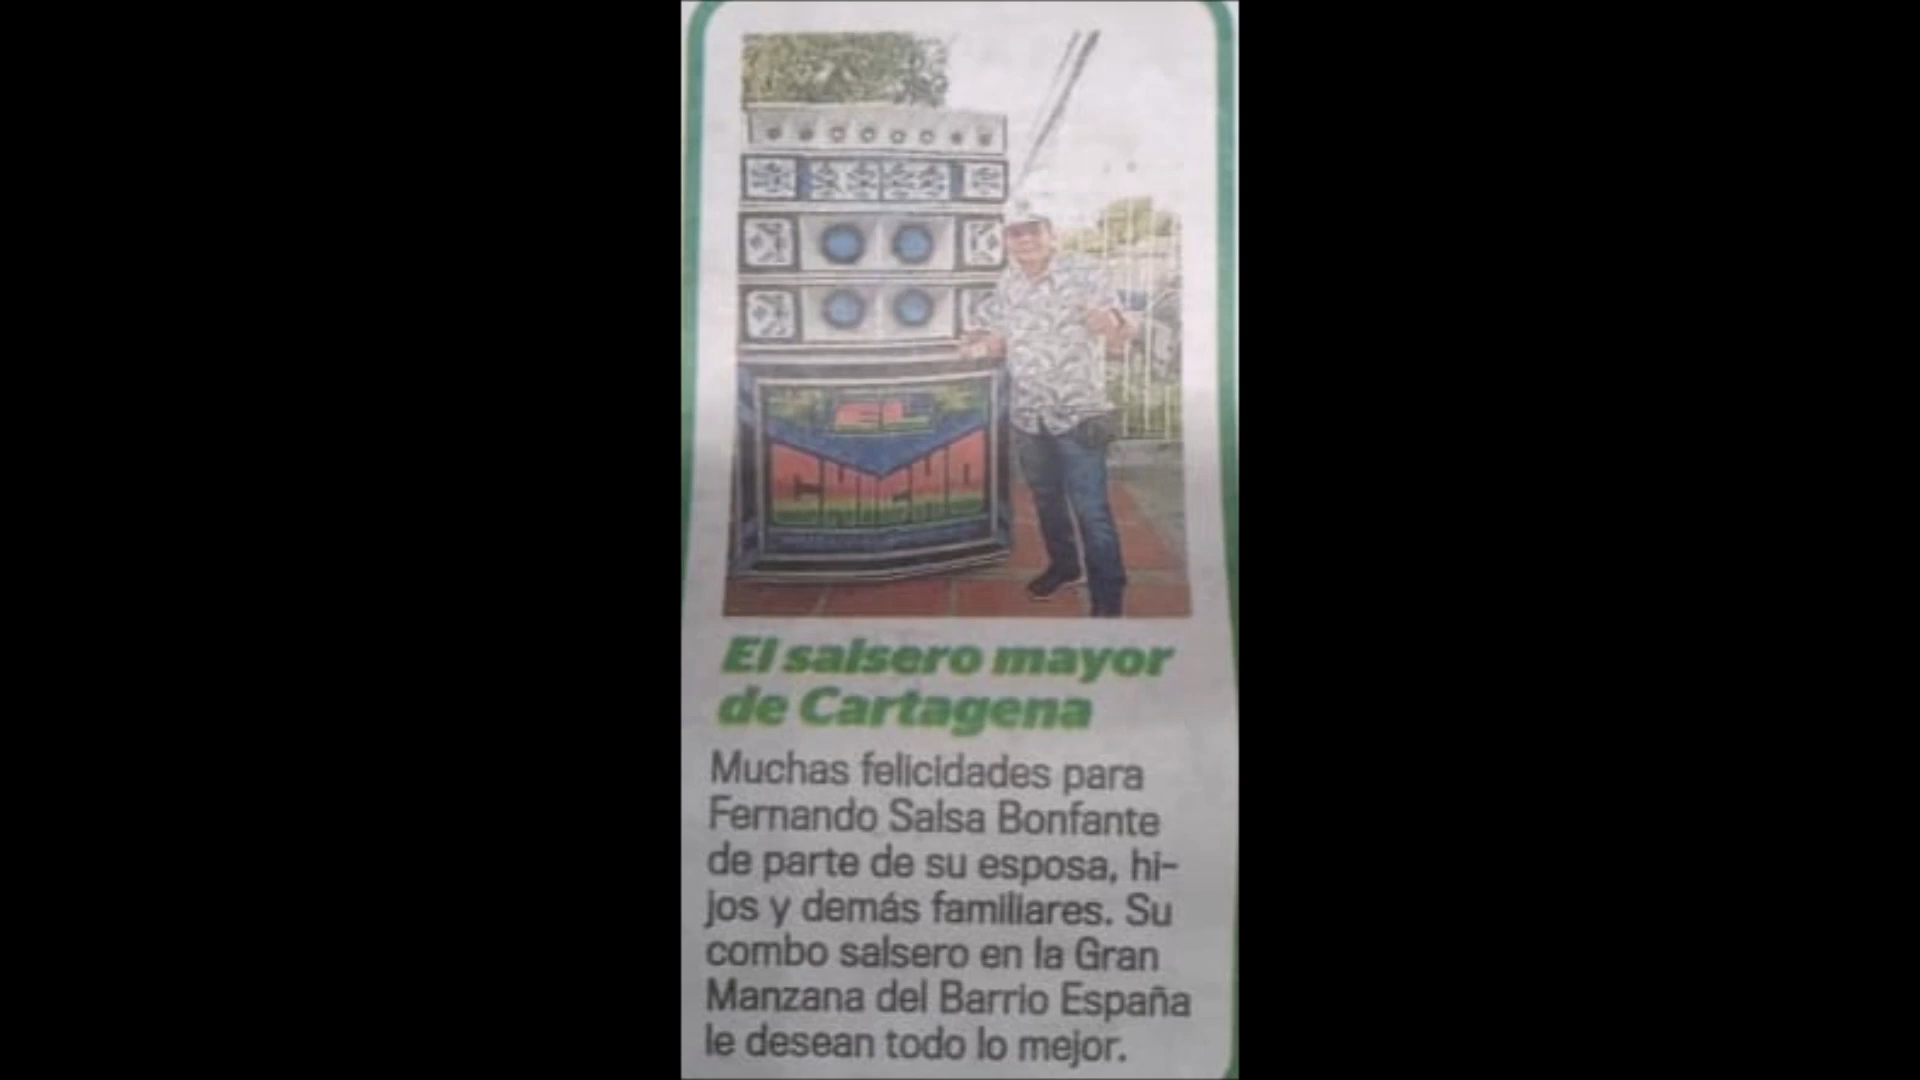 EL
CHICHO
El salsero mayor
de Cartagena
Muchas felicidades para
Fernando Salsa Bonfante
de parte de su esposa, hi-
jos y demás familiares. Su
combo salsero en la Gran
Manzana del Barrio España
le desean todo lo mejor.